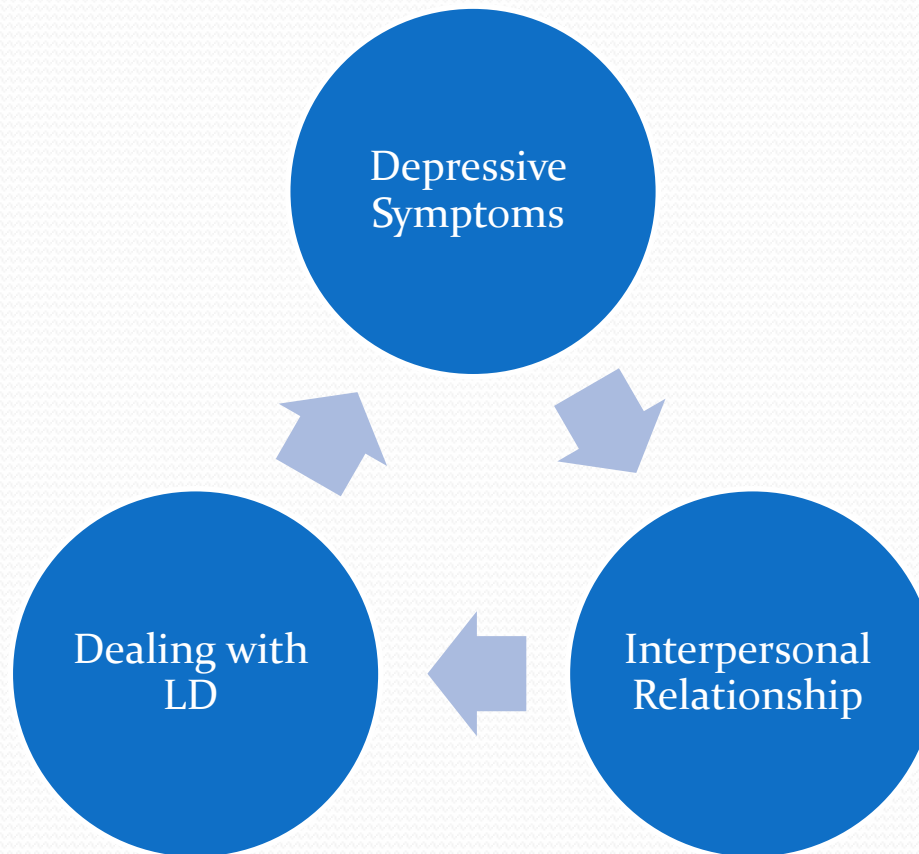 Depressive
Symptoms
Dealing with
LD
Interpersonal
Relationship